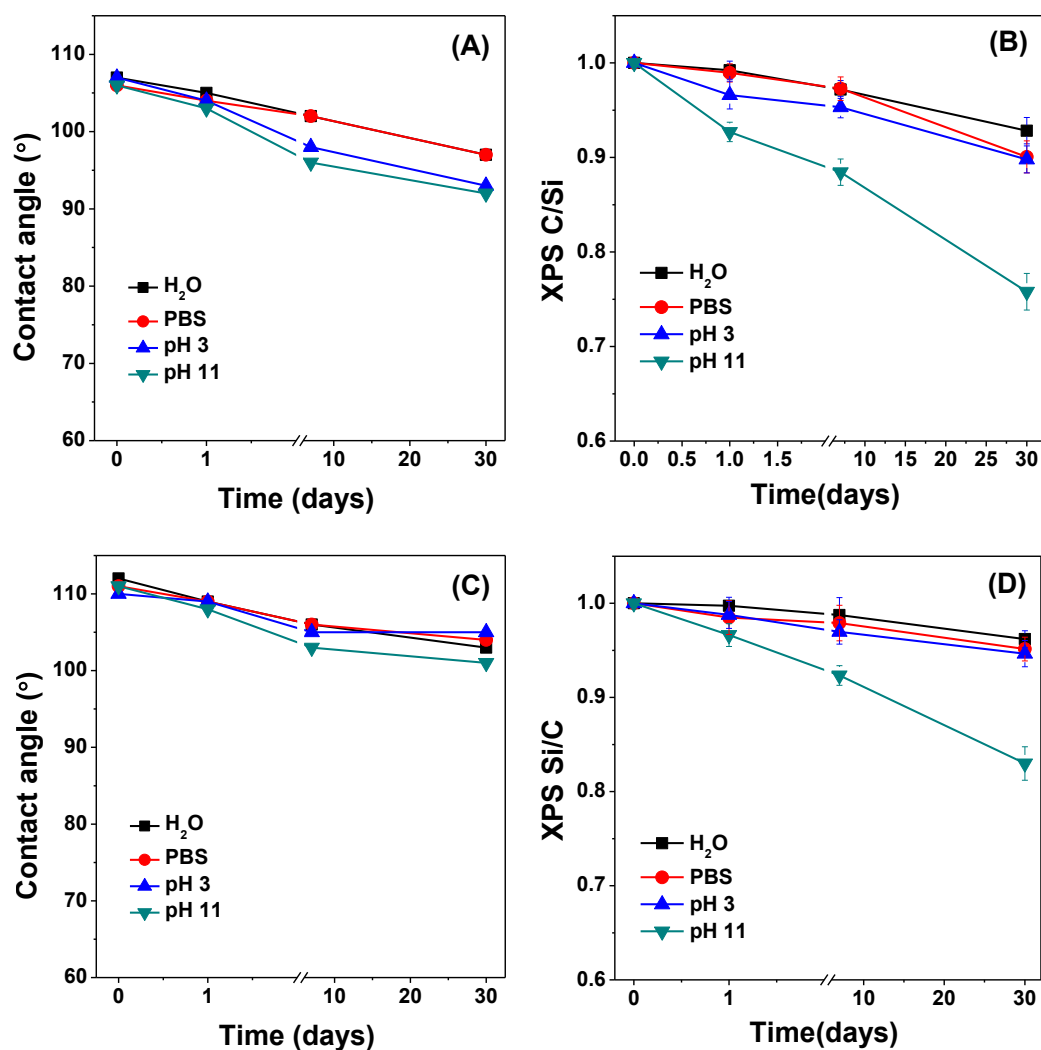 (A)
Contact angle (°)
110
100
90
80
70
60
H₂O
PBS
pH 3
pH 11
0 1 10 20 30
Time (days)
(B)
XPS C/Si
1.0
0.9
0.8
0.7
0.6
H₂O
PBS
pH 3
pH 11
0.0 0.5 1.0 1.5 10 15 20 25 30
Time(days)
(C)
Contact angle (°)
110
100
90
80
70
60
H₂O
PBS
pH 3
pH 11
0 1 10 20 30
Time (days)
(D)
XPS Si/C
1.0
0.9
0.8
0.7
0.6
H₂O
PBS
pH 3
pH 11
0 1 10 20 30
Time(days)